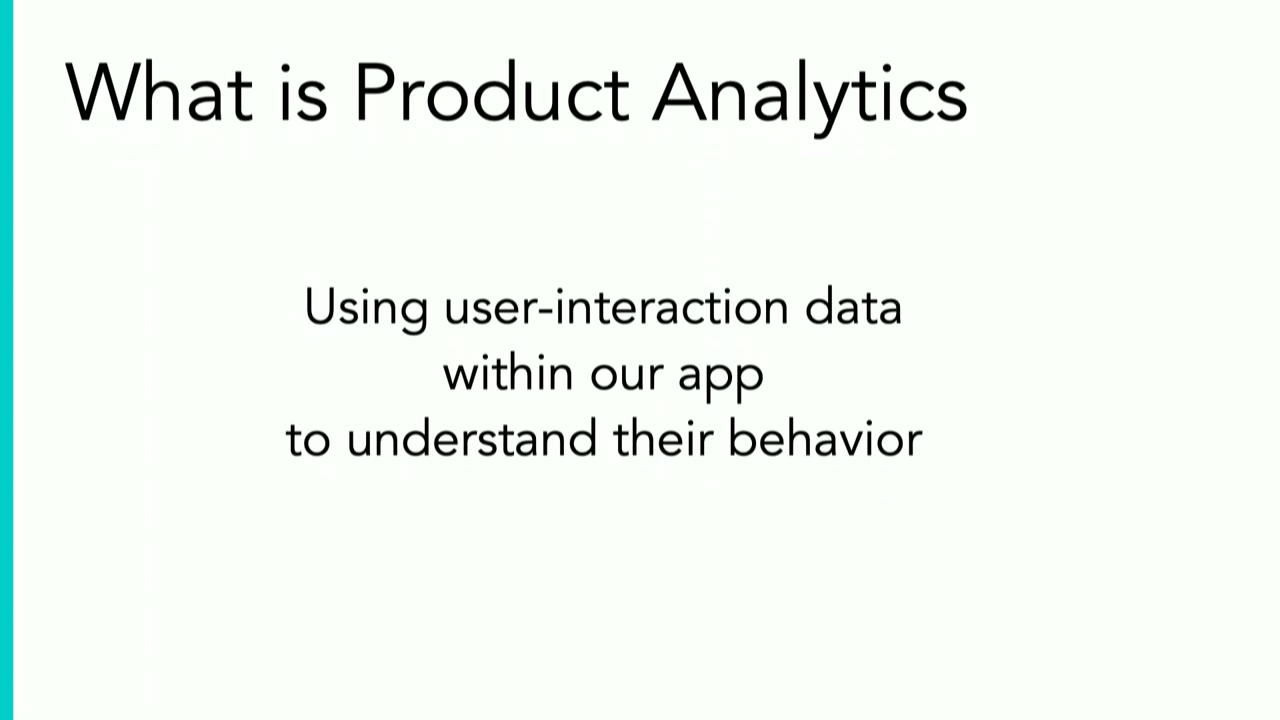 What is Product Analytics
Using user-interaction data
within our app
to understand their behavior